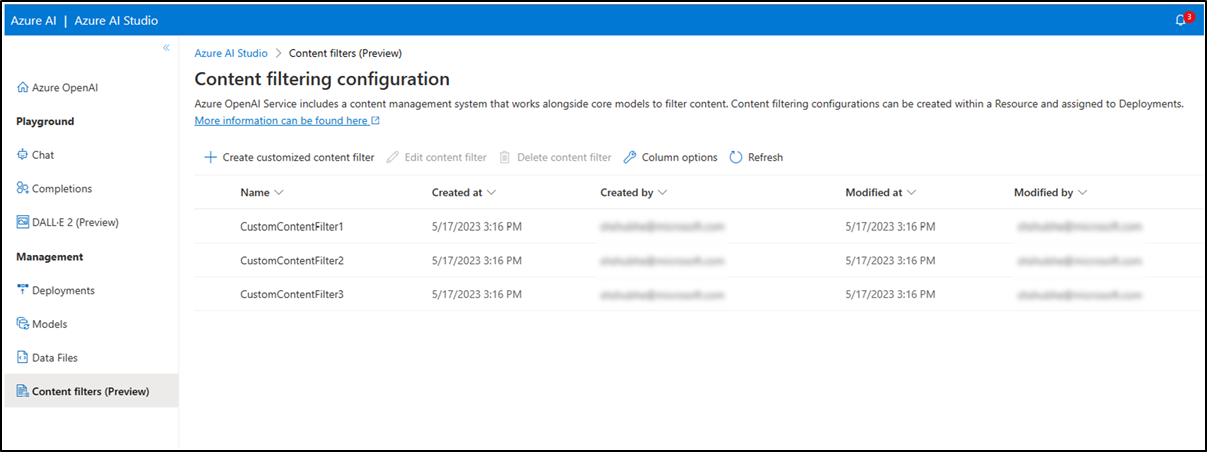 Azure AI | Azure AI Studio
3
«
Azure OpenAI
Playground
Chat
Completions
DALL·E 2 (Preview)
Management
Deployments
Models
Data Files
Content filters (Preview)
Azure AI Studio > Content filters (Preview)
Content filtering configuration
Azure OpenAI Service includes a content management system that works alongside core models to filter content. Content filtering configurations can be created within a Resource and assigned to Deployments.
More information can be found here
Create customized content filter Edit content filter Delete content filter Column options Refresh
Name Created at Created by Modified at Modified by
CustomContentFilter1 5/17/2023 3:16 PM 5/17/2023 3:16 PM
CustomContentFilter2 5/17/2023 3:16 PM 5/17/2023 3:16 PM
CustomContentFilter3 5/17/2023 3:16 PM 5/17/2023 3:16 PM